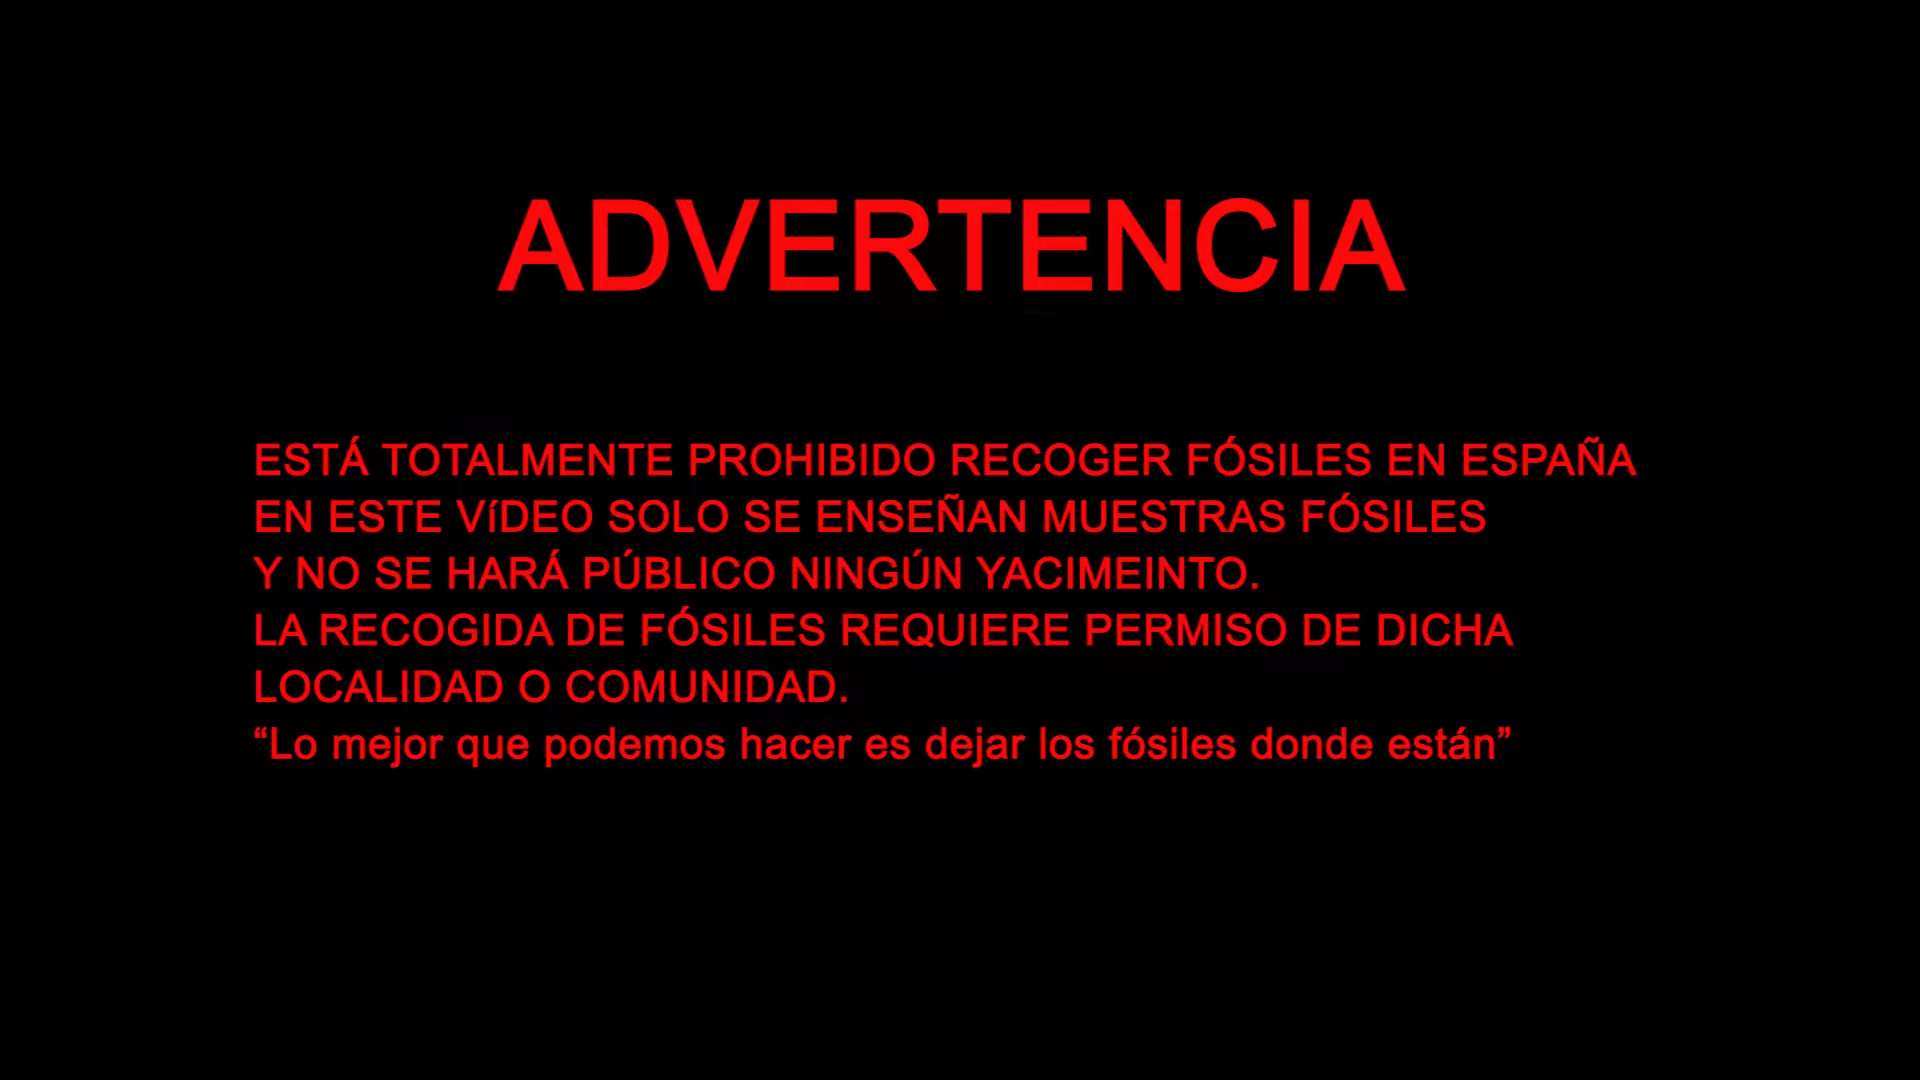 ADVERTENCIA
ESTÁ TOTALMENTE PROHIBIDO RECOGER FÓSILES EN ESPAÑA
EN ESTE VíDEO SOLO SE ENSEÑAN MUESTRAS FÓSILES
Y NO SE HARÁ PÚBLICO NINGÚN YACIMEINTO.
LA RECOGIDA DE FÓSILES REQUIERE PERMISO DE DICHA
LOCALIDAD O COMUNIDAD.
“Lo mejor que podemos hacer es dejar los fósiles donde están”